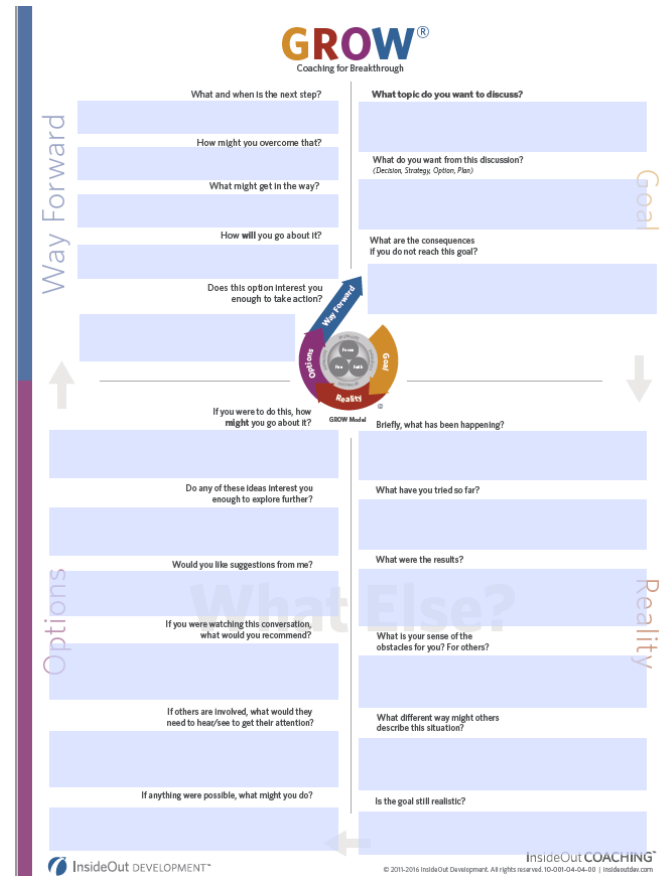 GROW®
Coaching for Breakthrough
What topic do you want to discuss?
What do you want from this discussion?
(Decision, Strategy, Option, Plan)
What are the consequences
if you do not reach this goal?
Goal
Briefly, what has been happening?
What have you tried so far?
What were the results?
What is your sense of the
obstacles for you? For others?
What different way might others
describe this situation?
Is the goal still realistic?
Reality
What Else?
If you were to do this, how
might you go about it?
Do any of these ideas interest you
enough to explore further?
Would you like suggestions from me?
If you were watching this conversation,
what would you recommend?
If others are involved, what would they
need to hear/see to get their attention?
If anything were possible, what might you do?
Options
What and when is the next step?
How might you overcome that?
What might get in the way?
How will you go about it?
Does this option interest you
enough to take action?
Way Forward
Way Forward
Options
Goal
Reality
Focus
Fire
Faith
GROW Model
InsideOut DEVELOPMENT™
InsideOut COACHING™
© 2011-2016 InsideOut Development. All rights reserved. 10-001-04-04-00 | insideoutdev.com